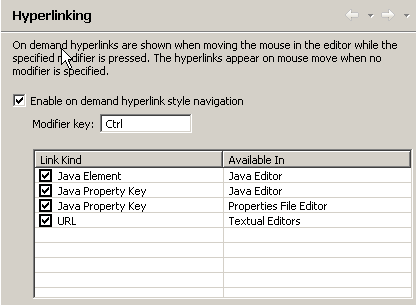 Hyperlinking
On demand hyperlinks are shown when moving the mouse in the editor while the
specified modifier is pressed. The hyperlinks appear on mouse move when no
modifier is specified.
Enable on demand hyperlink style navigation
Modifier key: Ctrl
Link Kind Available In
Java Element Java Editor
Java Property Key Java Editor
Java Property Key Properties File Editor
URL Textual Editors